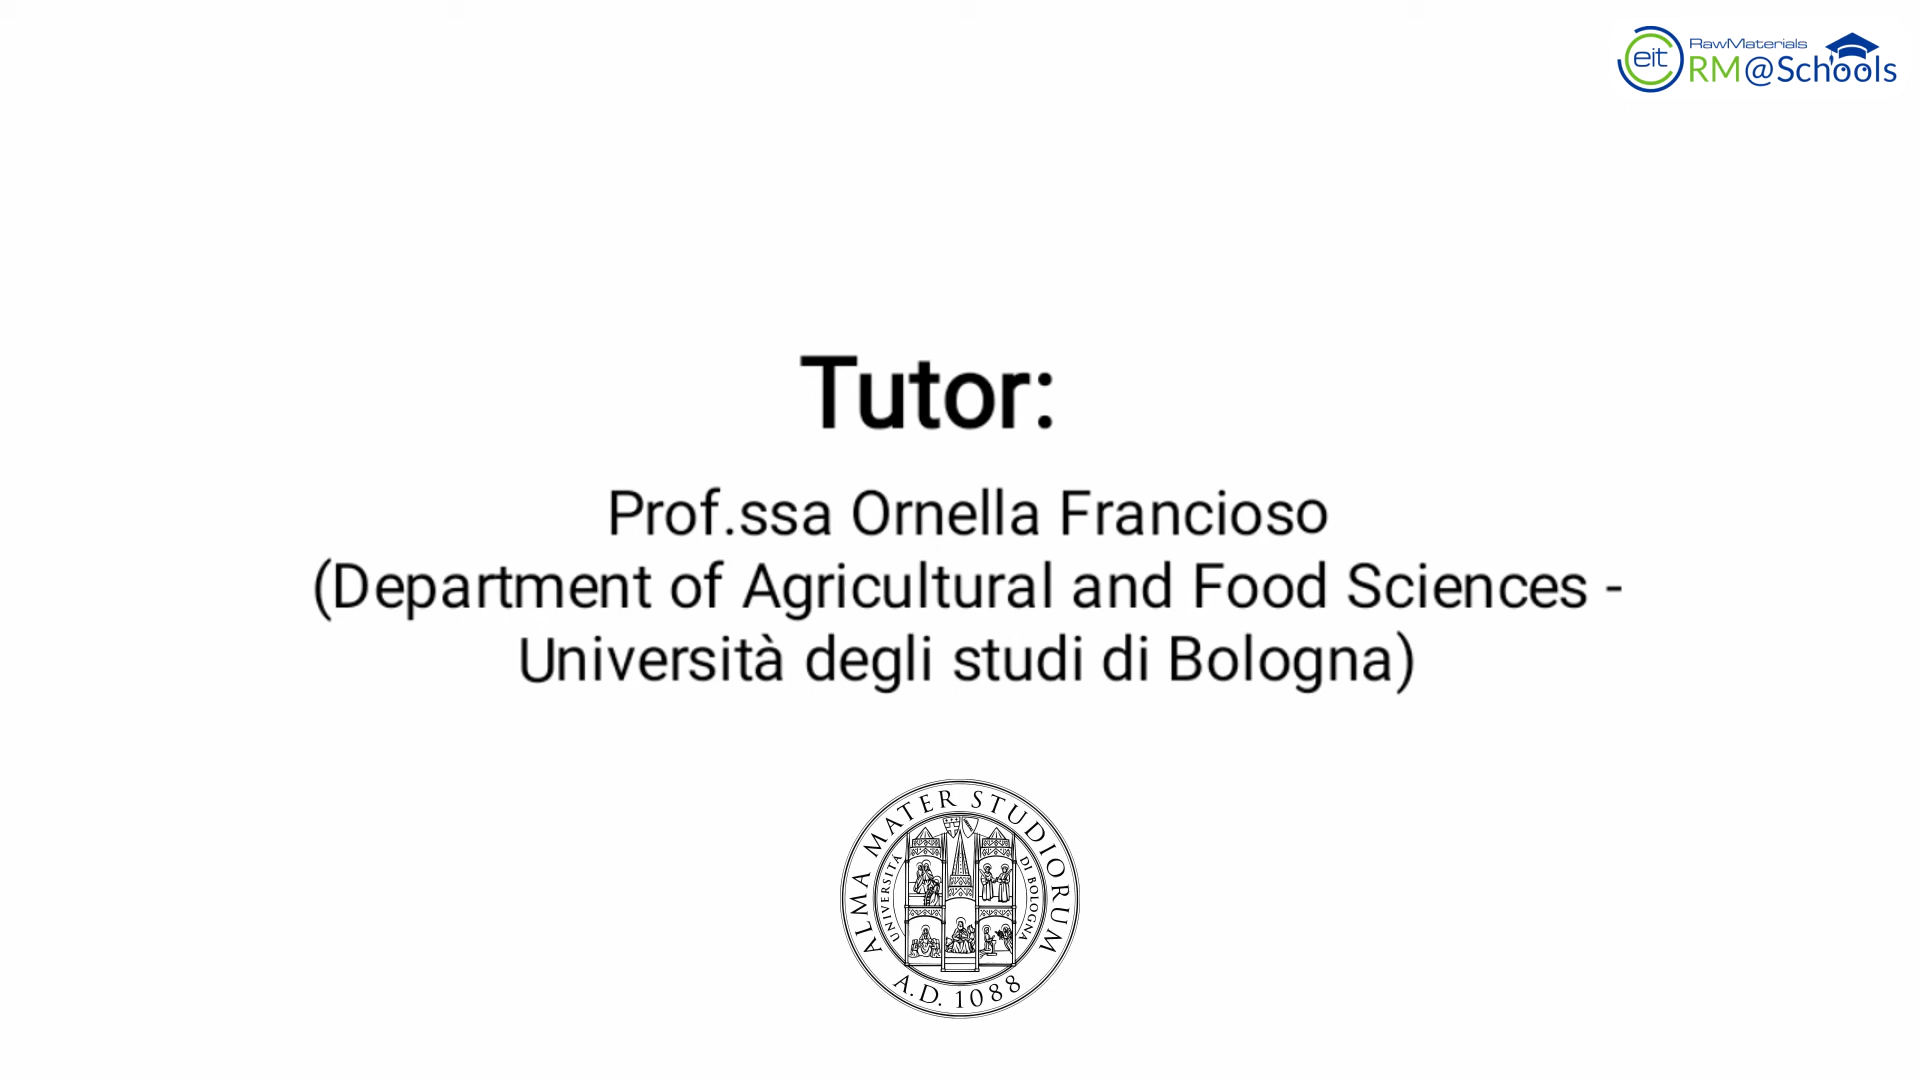 eit RawMaterials
RM@Schools
Tutor:
Prof.ssa Ornella Francioso
(Department of Agricultural and Food Sciences -
Università degli studi di Bologna)
ALMA MATER STUDIORUM
UNIVERSITÀ DI BOLOGNA
A.D. 1088